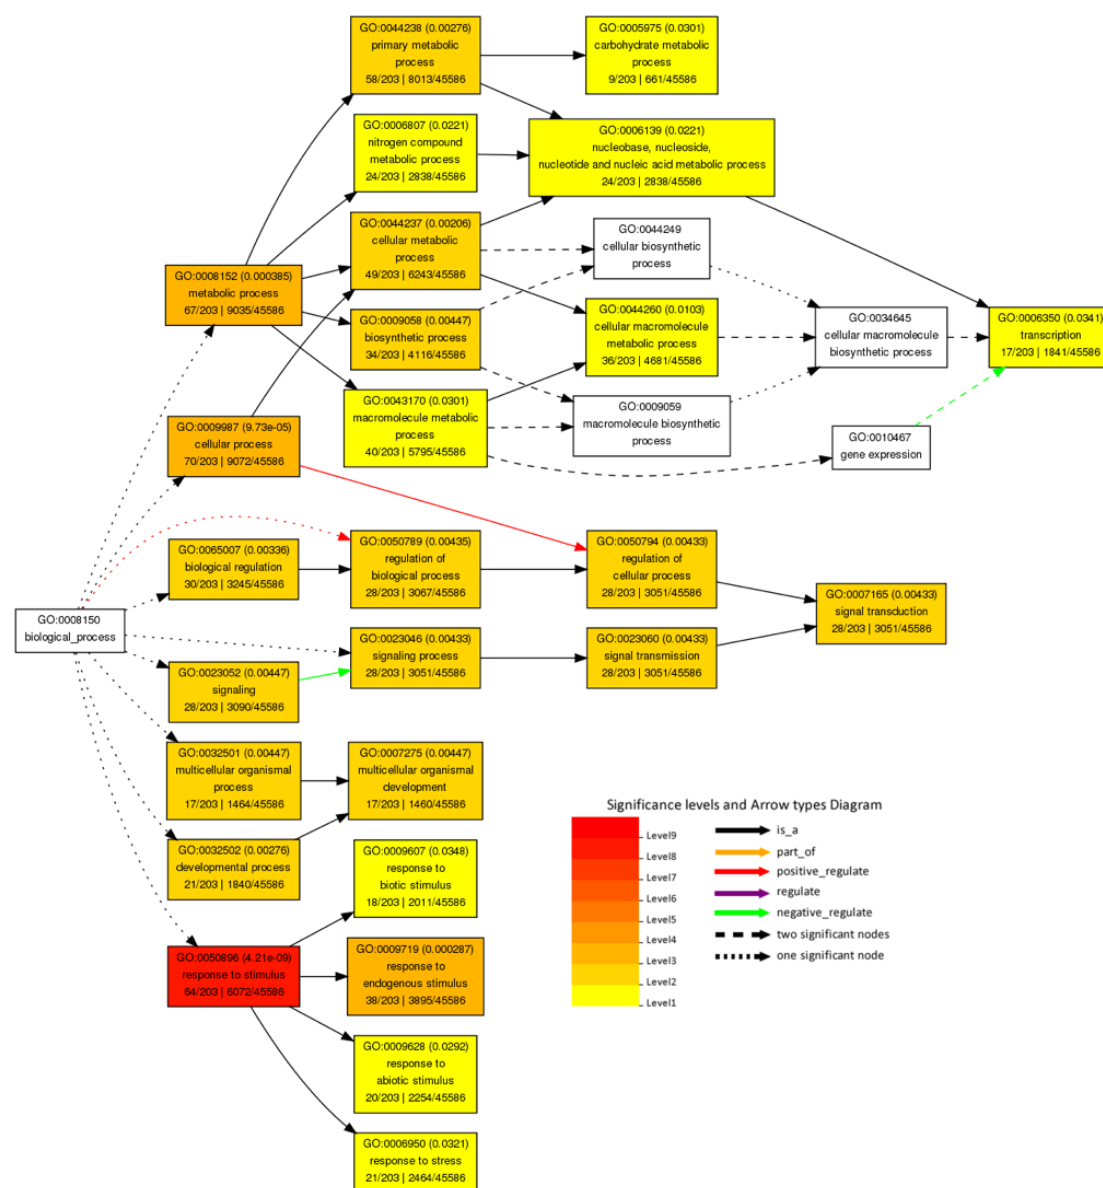 GO:0044238 (0.00276)
primary metabolic
process
58/203 | 8013/45586
GO:0005975 (0.0301)
carbohydrate metabolic
process
9/203 | 661/45586
GO:0006807 (0.0221)
nitrogen compound
metabolic process
24/203 | 2838/45586
GO:0006139 (0.0221)
nucleobase, nucleoside,
nucleotide and nucleic acid metabolic process
24/203 | 2838/45586
GO:0044237 (0.00206)
cellular metabolic
process
49/203 | 6243/45586
GO:0044249
cellular biosynthetic
process
GO:0008152 (0.000385)
metabolic process
67/203 | 9035/45586
GO:0009058 (0.00447)
biosynthetic process
34/203 | 4116/45586
GO:0044260 (0.0103)
cellular macromolecule
metabolic process
36/203 | 4681/45586
GO:0034645
cellular macromolecule
biosynthetic process
GO:0006350 (0.0341)
transcription
17/203 | 1841/45586
GO:0043170 (0.0301)
macromolecule metabolic
process
40/203 | 5795/45586
GO:0009059
macromolecule biosynthetic
process
GO:0010467
gene expression
GO:0009987 (9.73e-05)
cellular process
70/203 | 9072/45586
GO:0065007 (0.00336)
biological regulation
30/203 | 3245/45586
GO:0050789 (0.00435)
regulation of
biological process
28/203 | 3067/45586
GO:0050794 (0.00433)
regulation of
cellular process
28/203 | 3051/45586
GO:0007165 (0.00433)
signal transduction
28/203 | 3051/45586
GO:0008150
biological_process
GO:0023046 (0.00433)
signaling process
28/203 | 3051/45586
GO:0023060 (0.00433)
signal transmission
28/203 | 3051/45586
GO:0023052 (0.00447)
signaling
28/203 | 3090/45586
GO:0032501 (0.00447)
multicellular organismal
process
17/203 | 1464/45586
GO:0007275 (0.00447)
multicellular organismal
development
17/203 | 1460/45586
GO:0032502 (0.00276)
developmental process
21/203 | 1840/45586
GO:0009607 (0.0348)
response to
biotic stimulus
18/203 | 2011/45586
GO:0050896 (4.21e-09)
response to stimulus
64/203 | 6072/45586
GO:0009719 (0.000287)
response to
endogenous stimulus
38/203 | 3895/45586
GO:0009628 (0.0292)
response to
abiotic stimulus
20/203 | 2254/45586
GO:0006950 (0.0321)
response to stress
21/203 | 2464/45586
Significance levels and Arrow types Diagram
Level9
Level8
Level7
Level6
Level5
Level4
Level3
Level2
Level1
is_a
part_of
positive_regulate
regulate
negative_regulate
two significant nodes
one significant node